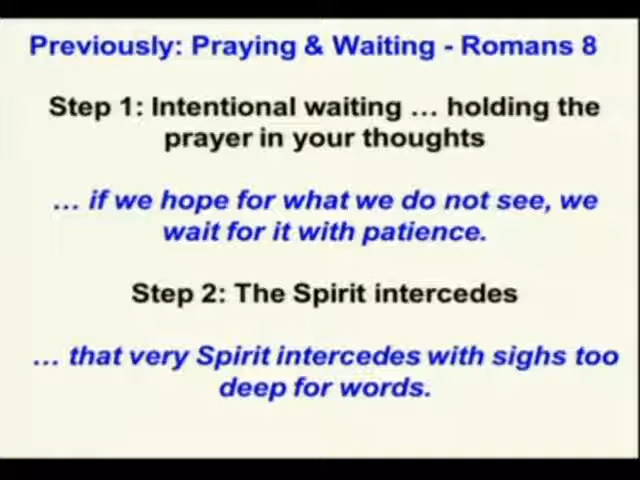 Previously: Praying & Waiting - Romans 8
Step 1: Intentional waiting … holding the
prayer in your thoughts
… if we hope for what we do not see, we
wait for it with patience.
Step 2: The Spirit intercedes
… that very Spirit intercedes with sighs too
deep for words.